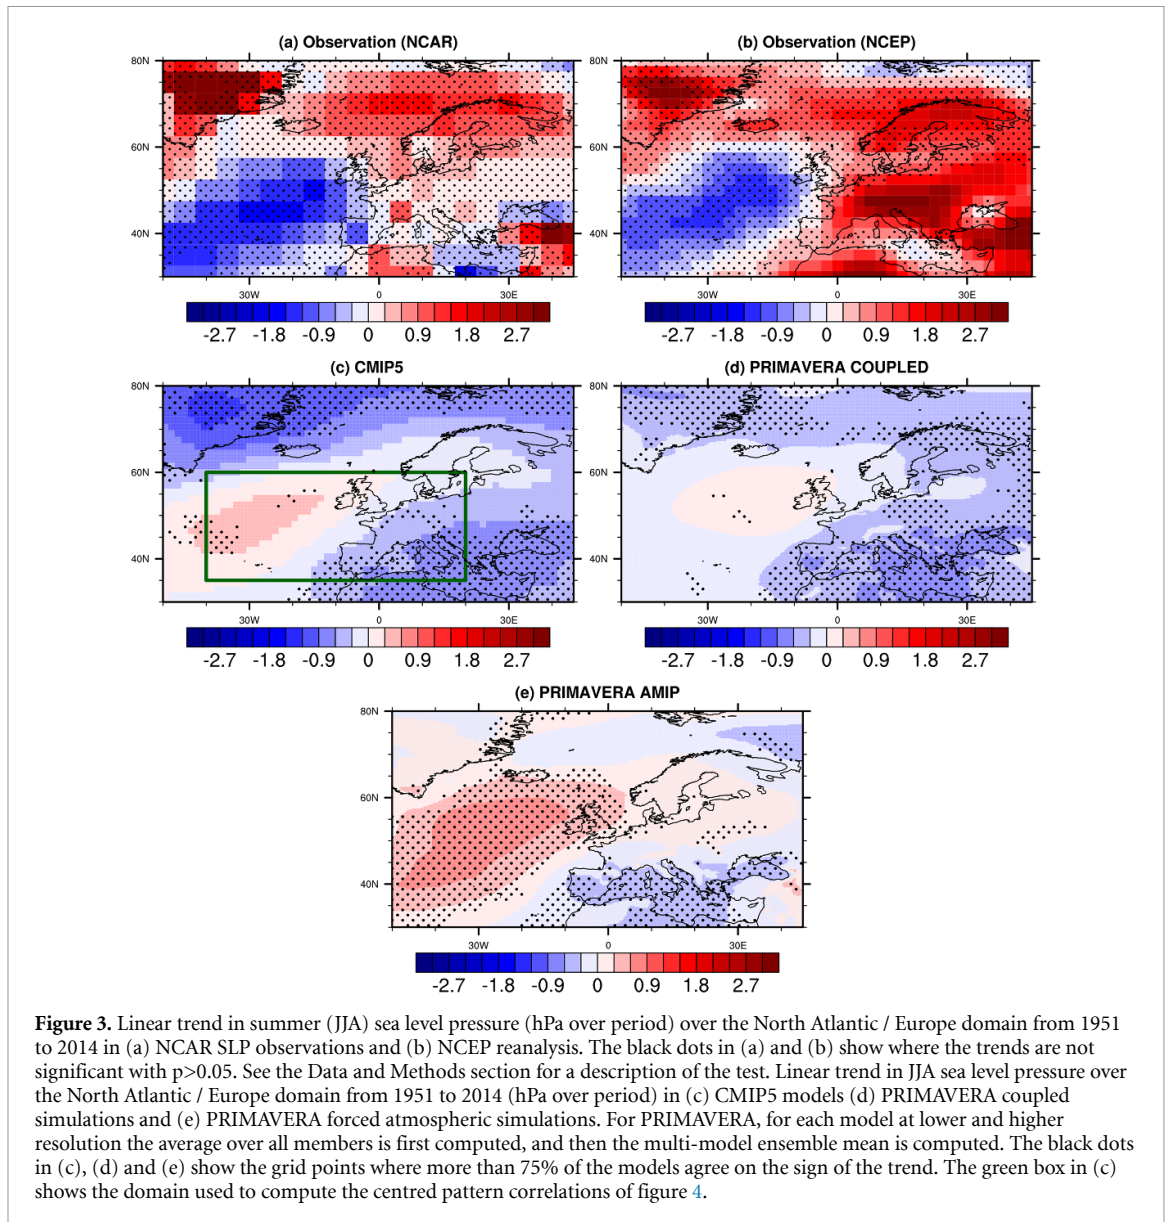 (a) Observation (NCAR)
80N
60N
40N
30W 0 30E
-2.7 -1.8 -0.9 0 0.9 1.8 2.7
(b) Observation (NCEP)
80N
60N
40N
30W 0 30E
-2.7 -1.8 -0.9 0 0.9 1.8 2.7
(c) CMIP5
80N
60N
40N
30W 0 30E
-2.7 -1.8 -0.9 0 0.9 1.8 2.7
(d) PRIMAVERA COUPLED
80N
60N
40N
30W 0 30E
-2.7 -1.8 -0.9 0 0.9 1.8 2.7
(e) PRIMAVERA AMIP
80N
60N
40N
30W 0 30E
-2.7 -1.8 -0.9 0 0.9 1.8 2.7
Figure 3. Linear trend in summer (JJA) sea level pressure (hPa over period) over the North Atlantic / Europe domain from 1951
to 2014 in (a) NCAR SLP observations and (b) NCEP reanalysis. The black dots in (a) and (b) show where the trends are not
significant with p>0.05. See the Data and Methods section for a description of the test. Linear trend in JJA sea level pressure over
the North Atlantic / Europe domain from 1951 to 2014 (hPa over period) in (c) CMIP5 models (d) PRIMAVERA coupled
simulations and (e) PRIMAVERA forced atmospheric simulations. For PRIMAVERA, for each model at lower and higher
resolution the average over all members is first computed, and then the multi-model ensemble mean is computed. The black dots
in (c), (d) and (e) show the grid points where more than 75% of the models agree on the sign of the trend. The green box in (c)
shows the domain used to compute the centred pattern correlations of figure 4.